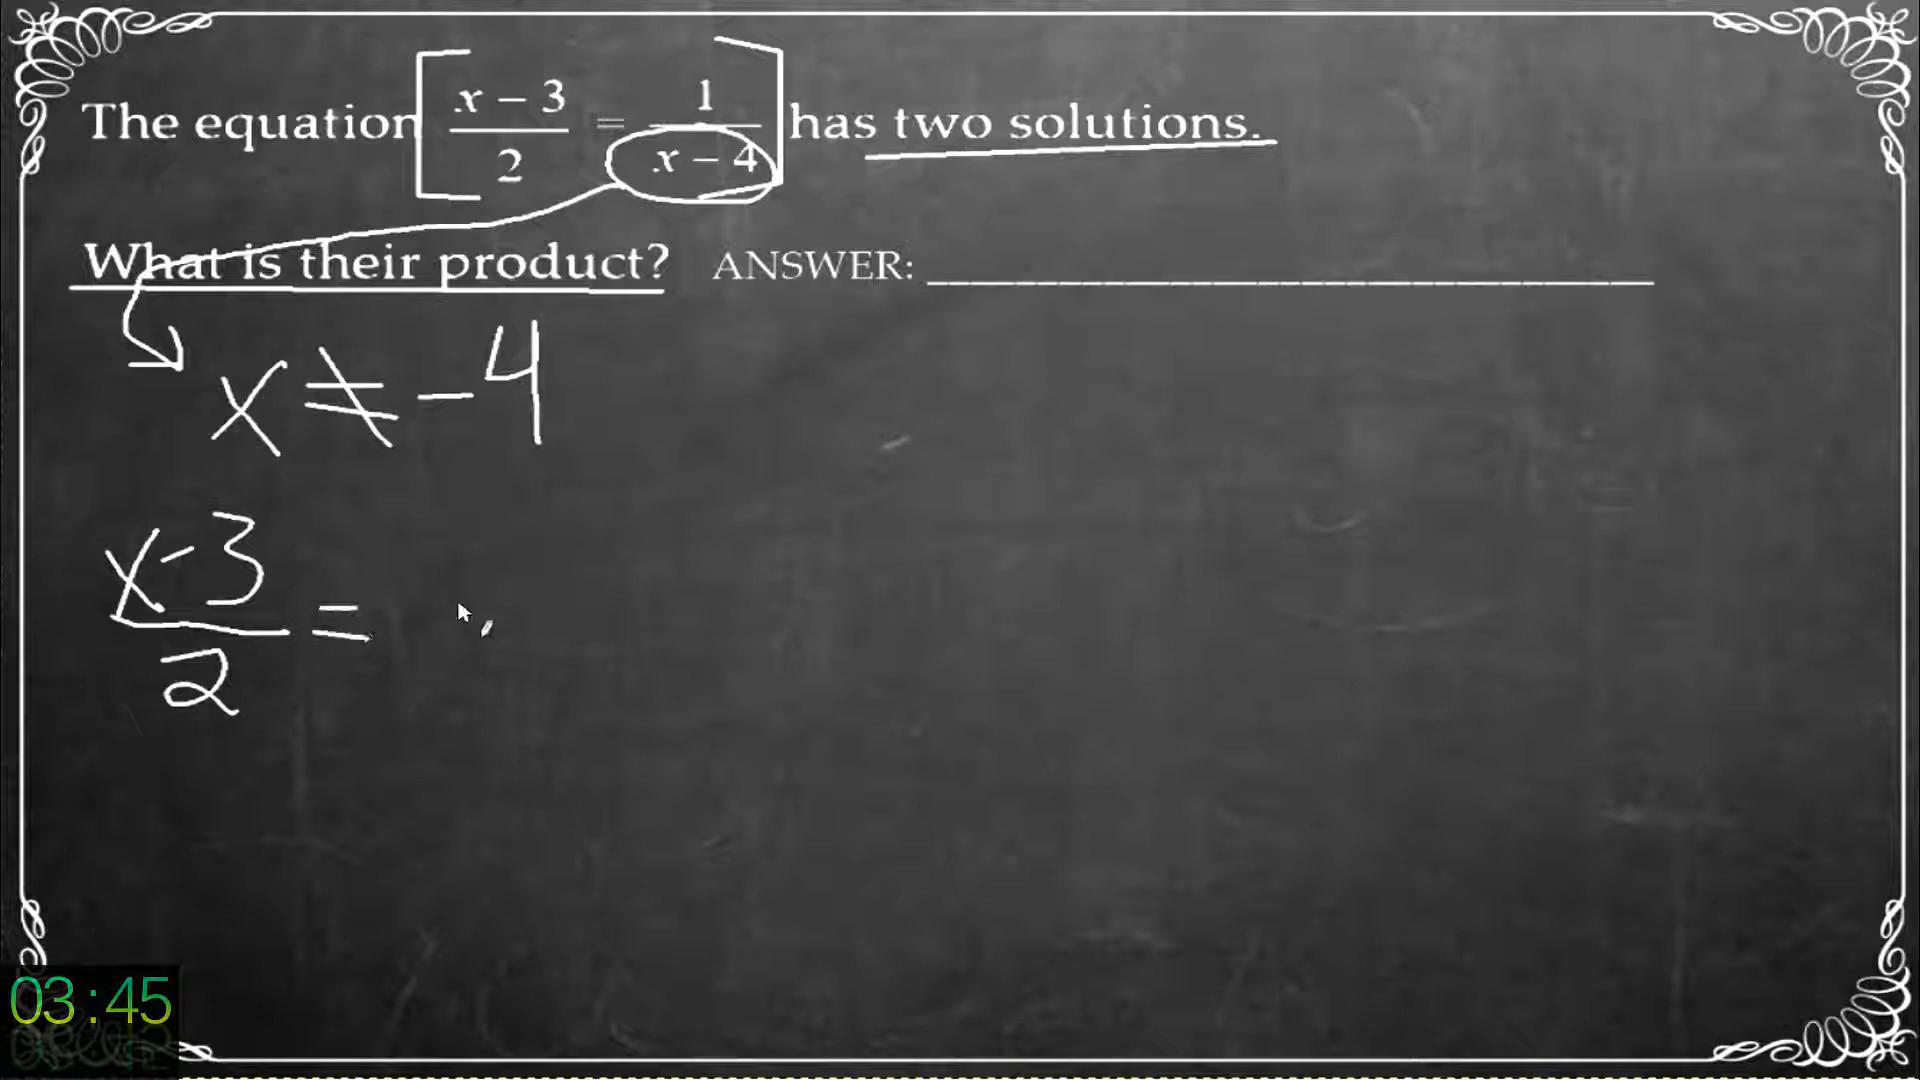 The equation [ x − 3 / 2 = 1 / x − 4 ] has two solutions.
What is their product? ANSWER: ____________________
x ≠ -4
x-3 / 2 =
03:45